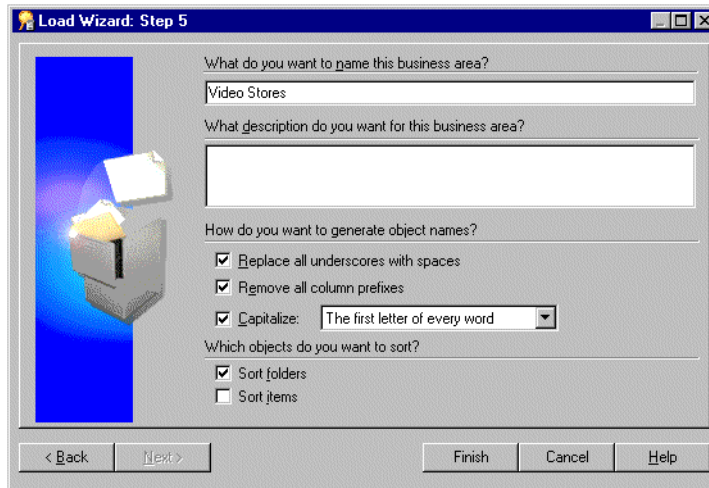 Load Wizard: Step 5
What do you want to name this business area?
Video Stores
What description do you want for this business area?
How do you want to generate object names?
Replace all underscores with spaces
Remove all column prefixes
Capitalize: The first letter of every word
Which objects do you want to sort?
Sort folders
Sort items
< Back Next > Finish Cancel Help